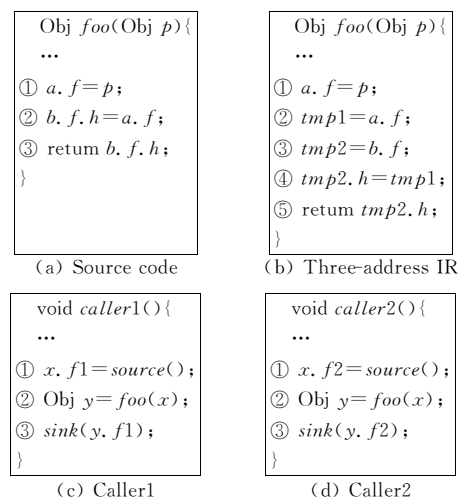 Obj foo(Obj p){
…
① a.f=p;
② b.f.h=a.f;
③ retum b.f.h;
}
(a) Source code
Obj foo(Obj p){
…
① a.f=p;
② tmp1=a.f;
③ tmp2=b.f;
④ tmp2.h=tmp1;
⑤ retum tmp2.h;
}
(b) Three-address IR
void caller1(){
…
① x.f1=source();
② Obj y=foo(x);
③ sink(y.f1);
}
(c) Caller1
void caller2(){
…
① x.f2=source();
② Obj y=foo(x);
③ sink(y.f2);
}
(d) Caller2